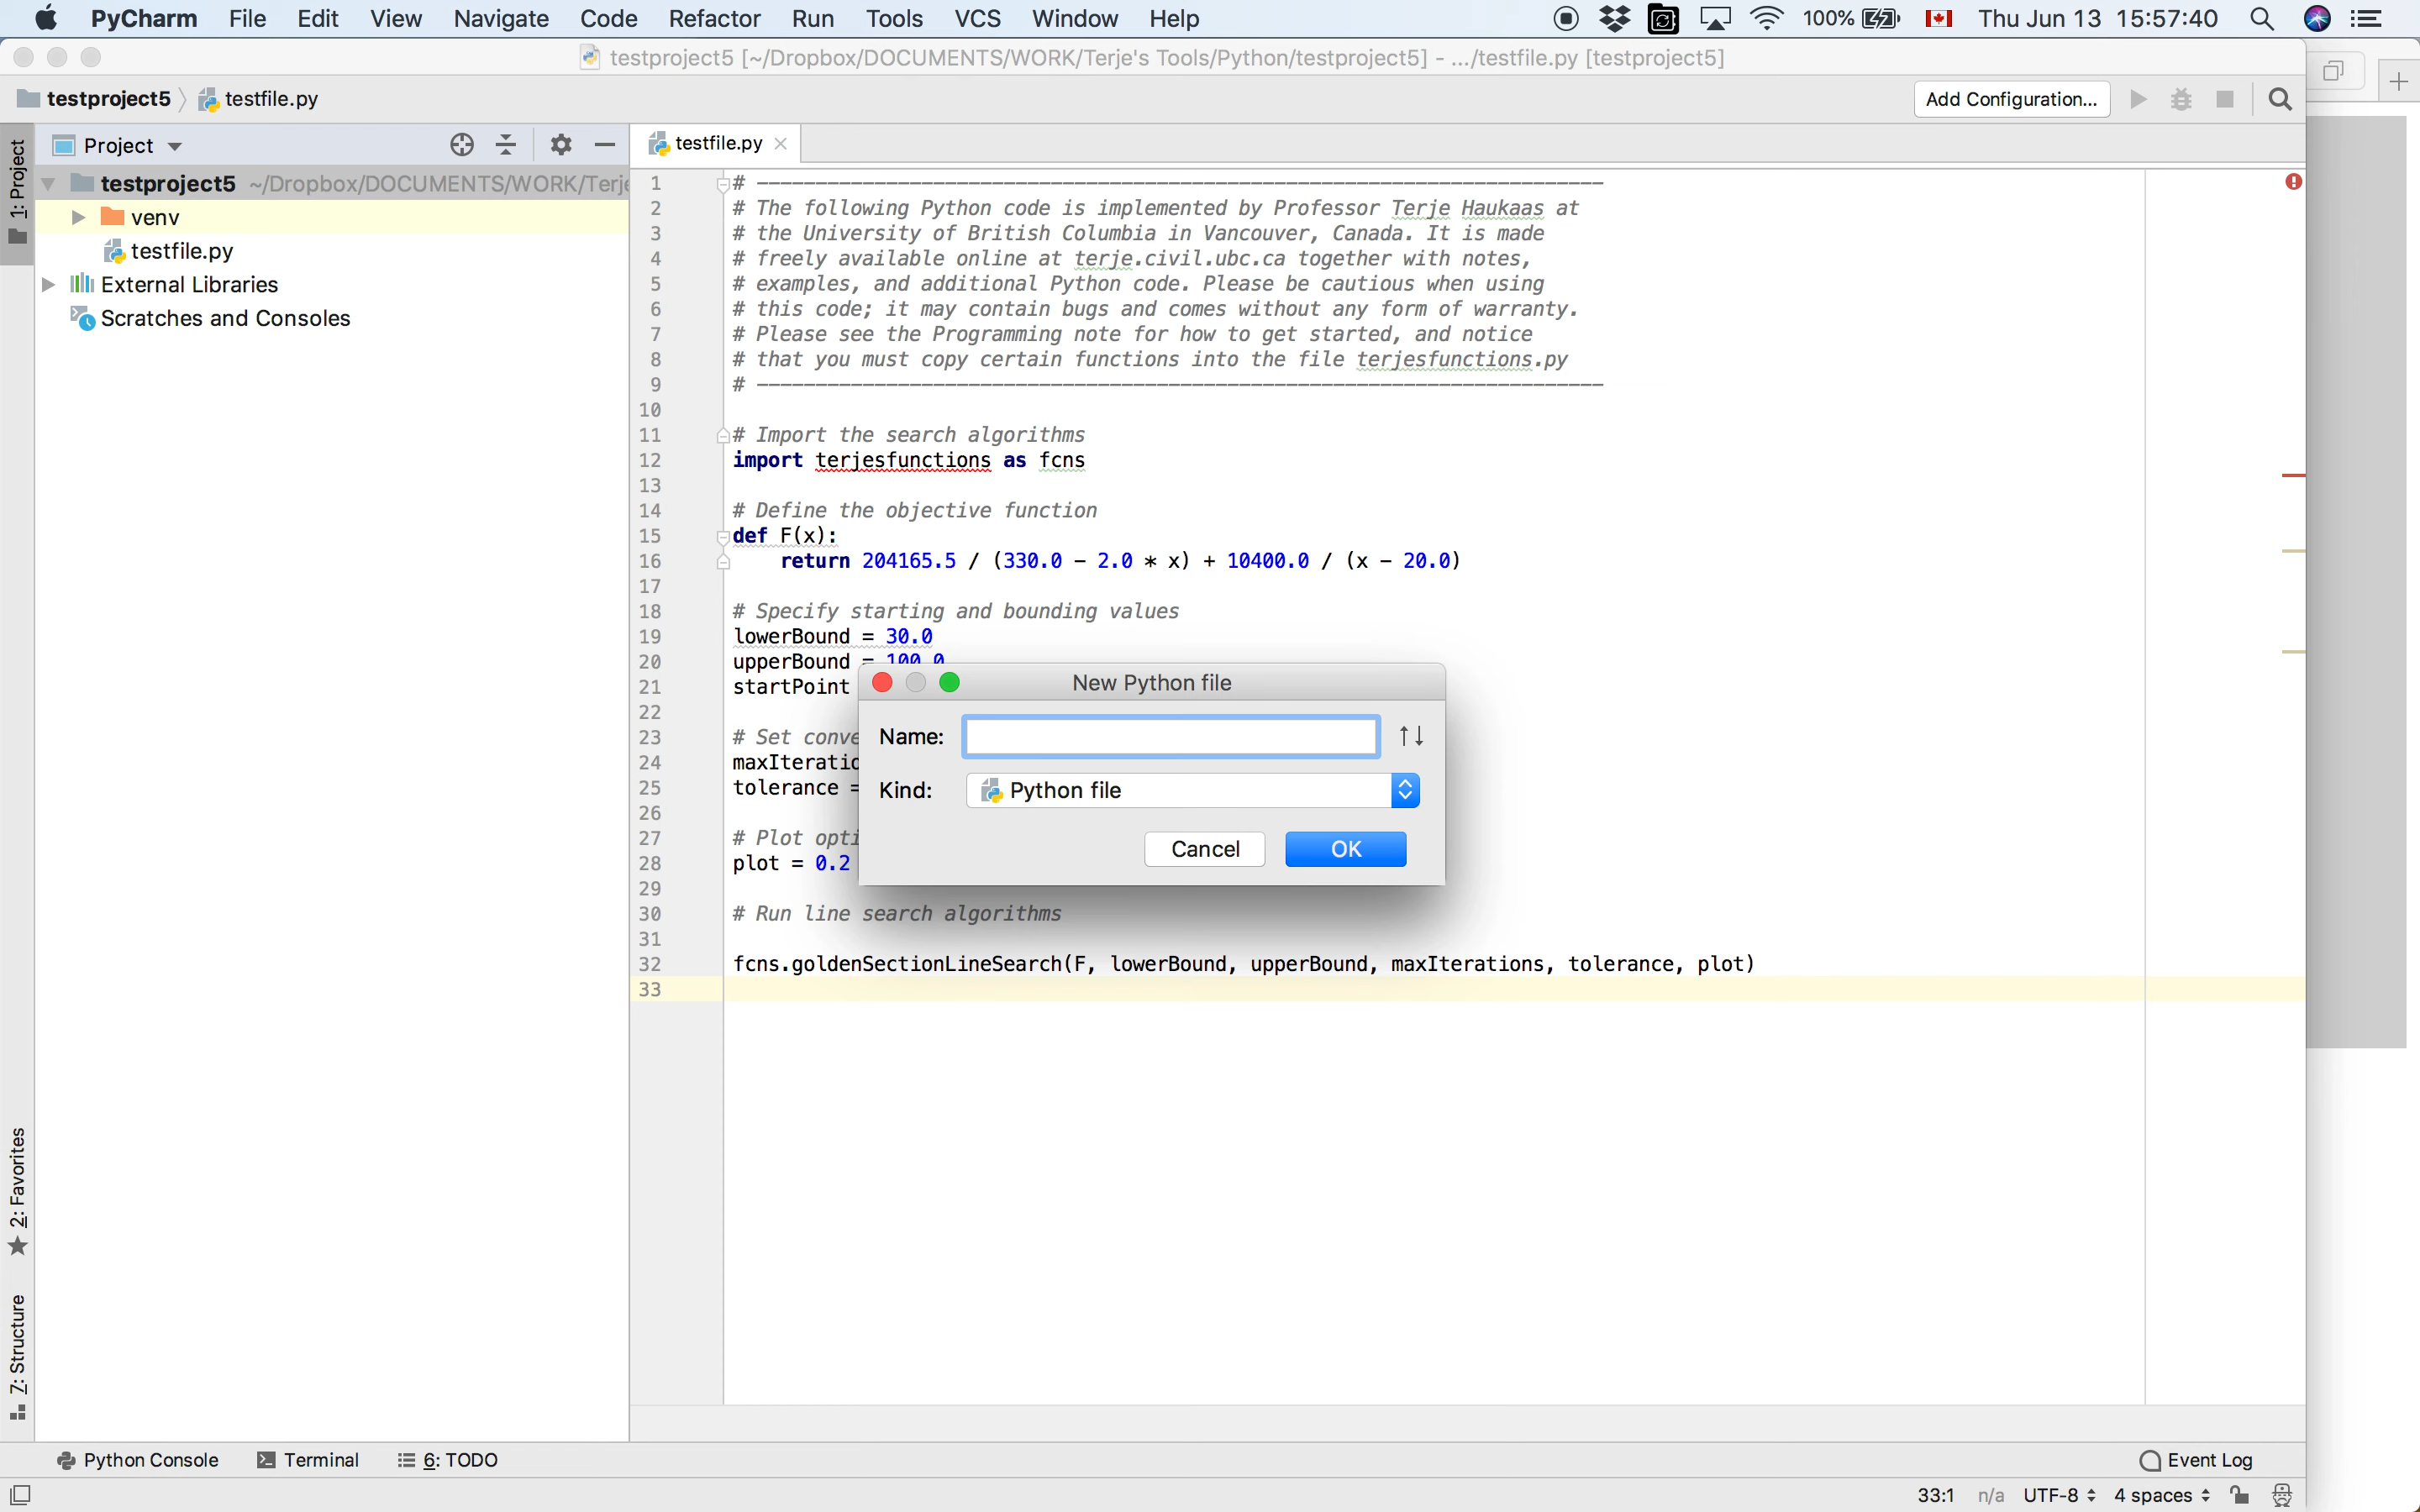 PyCharm File Edit View Navigate Code Refactor Run Tools VCS Window Help 100% Thu Jun 13 15:57:40
testproject5 [~/Dropbox/DOCUMENTS/WORK/Terje's Tools/Python/testproject5] - .../testfile.py [testproject5]
testproject5 testfile.py Add Configuration...
1: Project
Project
testproject5 ~/Dropbox/DOCUMENTS/WORK/Terje
venv
testfile.py
External Libraries
Scratches and Consoles
2: Favorites
7: Structure
testfile.py
1 # ------------------------------------------------------------------------
2 # The following Python code is implemented by Professor Terje Haukaas at
3 # the University of British Columbia in Vancouver, Canada. It is made
4 # freely available online at terje.civil.ubc.ca together with notes,
5 # examples, and additional Python code. Please be cautious when using
6 # this code; it may contain bugs and comes without any form of warranty.
7 # Please see the Programming note for how to get started, and notice
8 # that you must copy certain functions into the file terjesfunctions.py
9 # ------------------------------------------------------------------------
10
11 # Import the search algorithms
12 import terjesfunctions as fcns
13
14 # Define the objective function
15 def F(x):
16 return 204165.5 / (330.0 - 2.0 * x) + 10400.0 / (x - 20.0)
17
18 # Specify starting and bounding values
19 lowerBound = 30.0
20 upperBound = 100.0
21 startPoint
22
23 # Set conve
24 maxIteratio
25 tolerance =
26
27 # Plot opti
28 plot = 0.2
29
30 # Run line search algorithms
31
32 fcns.goldenSectionLineSearch(F, lowerBound, upperBound, maxIterations, tolerance, plot)
33
New Python file
Name:
Kind: Python file
Cancel OK
Python Console Terminal 6: TODO Event Log
33:1 n/a UTF-8 4 spaces